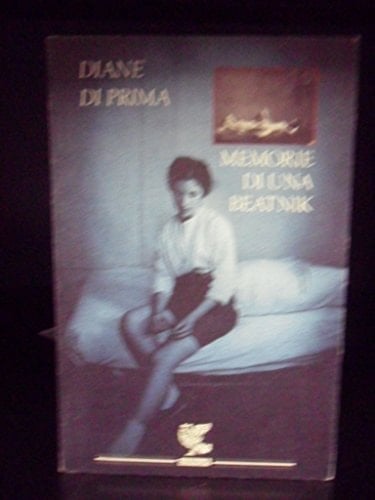 DIANE
DI PRIMA
MEMORIE
DI UNA
BEATNIK